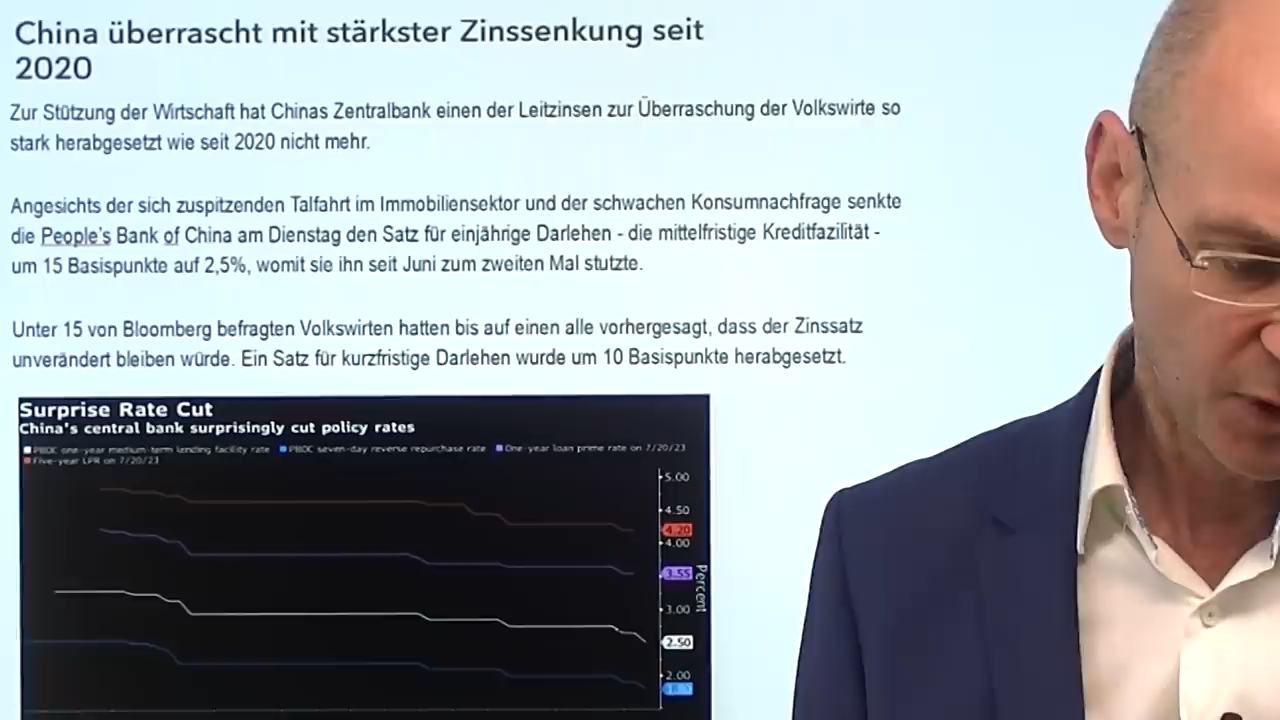 China überrascht mit stärkster Zinssenkung seit
2020
Zur Stützung der Wirtschaft hat Chinas Zentralbank einen der Leitzinsen zur Überraschung der Volkswirte so
stark herabgesetzt wie seit 2020 nicht mehr.
Angesichts der sich zuspitzenden Talfahrt im Immobiliensektor und der schwachen Konsumnachfrage senkte
die People's Bank of China am Dienstag den Satz für einjährige Darlehen - die mittelfristige Kreditfazilität -
um 15 Basispunkte auf 2,5%, womit sie ihn seit Juni zum zweiten Mal stutzte.
Unter 15 von Bloomberg befragten Volkswirten hatten bis auf einen alle vorhergesagt, dass der Zinssatz
unverändert bleiben würde. Ein Satz für kurzfristige Darlehen wurde um 10 Basispunkte herabgesetzt.
Surprise Rate Cut
China's central bank surprisingly cut policy rates
PBOC one-year medium-term lending facility rate PBOC seven-day reverse repurchase rate One-year loan prime rate on 7/20/23
Five-year LPR on 7/20/23
5.00
4.50
4.20
4.00
3.55
Percent
3.00
2.50
2.00